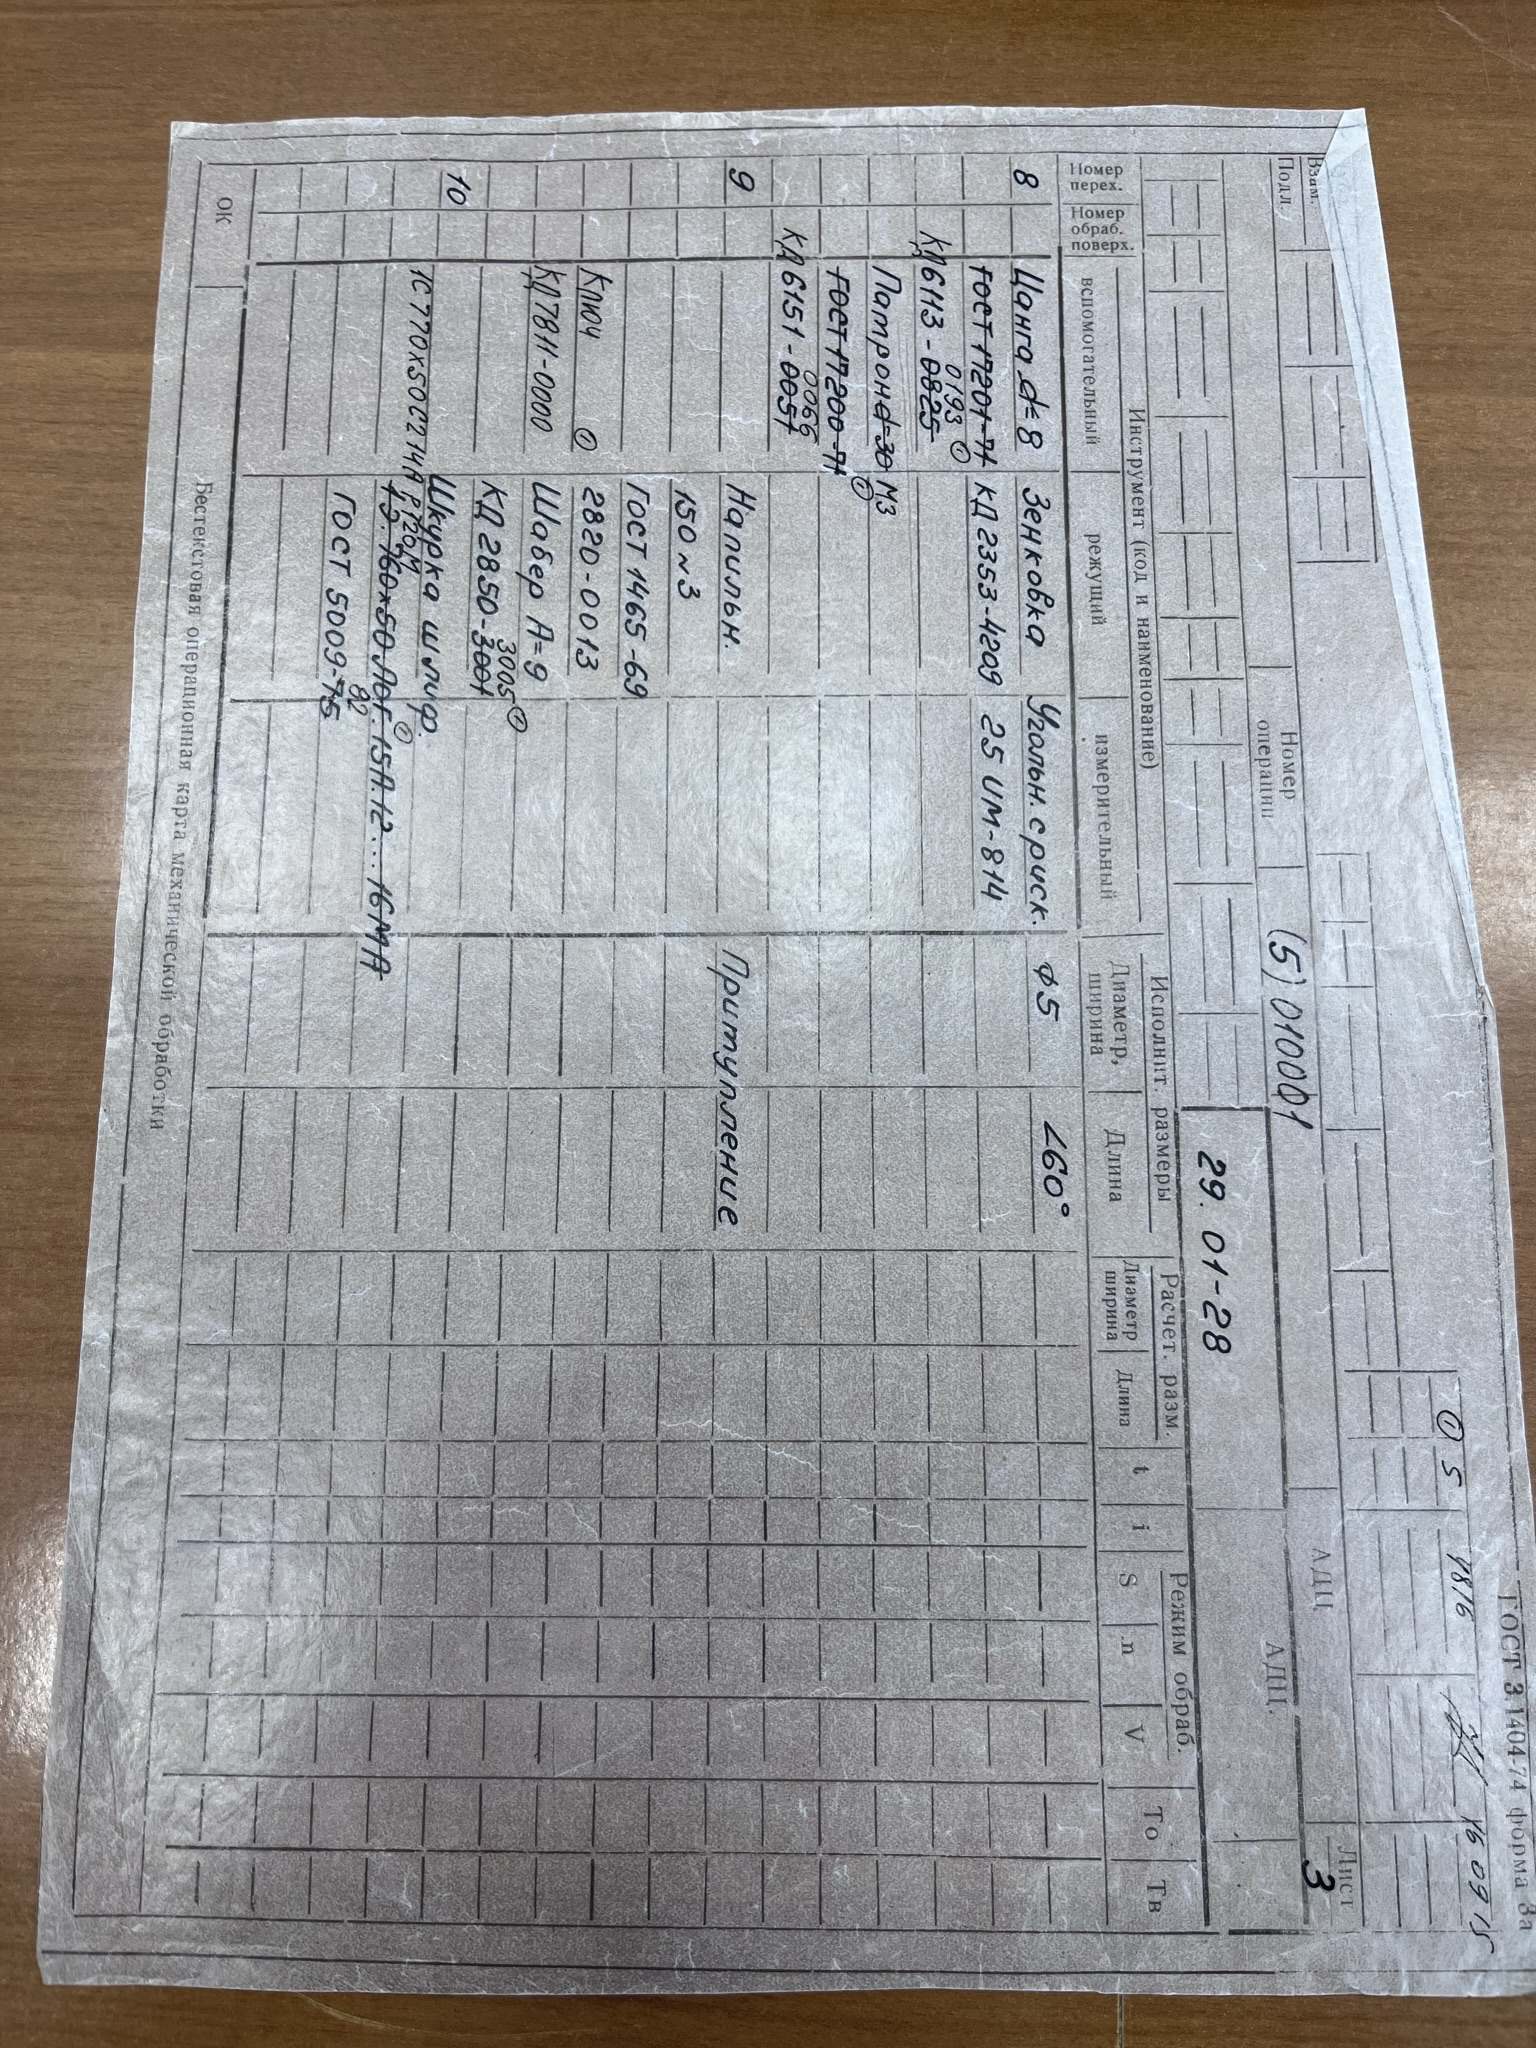 ГОСТ 3.1404-74 форма 3а
① 5 4816 16 09 15
Взам.
Подл.
Номер операции (5) 010001 АДЦ Лист 3
29. 01-28 АДЦ.
Номер перех. Номер обраб. поверх. Инструмент (код и наименование) Исполнит. размеры Расчет. разм. t i Режим обраб. То Тв
вспомогательный режущий измерительный Диаметр, ширина Длина Диаметр ширина Длина S n V
8 Цанга d=8 Зенковка Угольн. с риск. ⌀5 ∠60°
ГОСТ 17201-71 КД 2353-4209 25 ИМ-814
0193 ①
КД 6113-0825
Патрон d=30 М3
ГОСТ 17200-71 ①
0066
КД 6151-0051
9 Напильн. Притупление
150 ~ 3
ГОСТ 1465-69
Ключ ① 2820-0013
КД 7811-0000 Шабер А=9
3005 ①
КД 2850-3001
10 Шкурка шлиф.
1С 770х50 С2 14А Р120М ①
1Э. 760х50 15А.12...16МА
82
ГОСТ 5009-75
ОК Бестекстовая операционная карта механической обработки